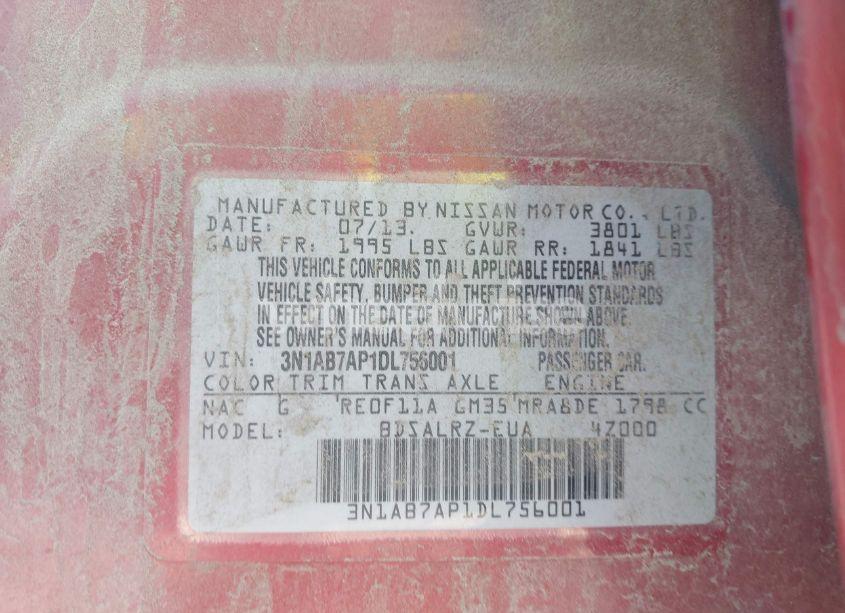 MANUFACTURED BY NISSAN MOTOR CO., LTD.
DATE: 07/13. GVWR: 3801 LBS
GAWR FR: 1995 LBS GAWR RR: 1841 LBS
THIS VEHICLE CONFORMS TO ALL APPLICABLE FEDERAL MOTOR
VEHICLE SAFETY, BUMPER AND THEFT PREVENTION STANDARDS
IN EFFECT ON THE DATE OF MANUFACTURE SHOWN ABOVE.
SEE OWNER'S MANUAL FOR ADDITIONAL INFORMATION.
VIN: 3N1AB7AP1DL756001 PASSENGER CAR.
COLOR TRIM TRANS AXLE ENGINE
NAC G RE0F11A GM35 MRA8DE 1798 CC
MODEL: BDSALRZ-EUA 4Z000
3N1AB7AP1DL756001